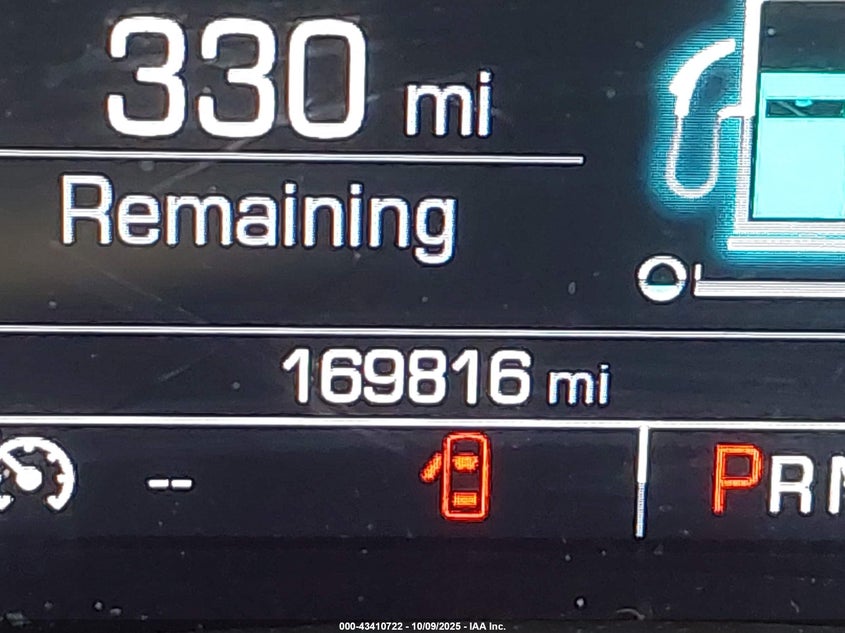 330 mi
Remaining
169816 mi
--
PRN
000-43410722 - 10/09/2025 - IAA Inc.